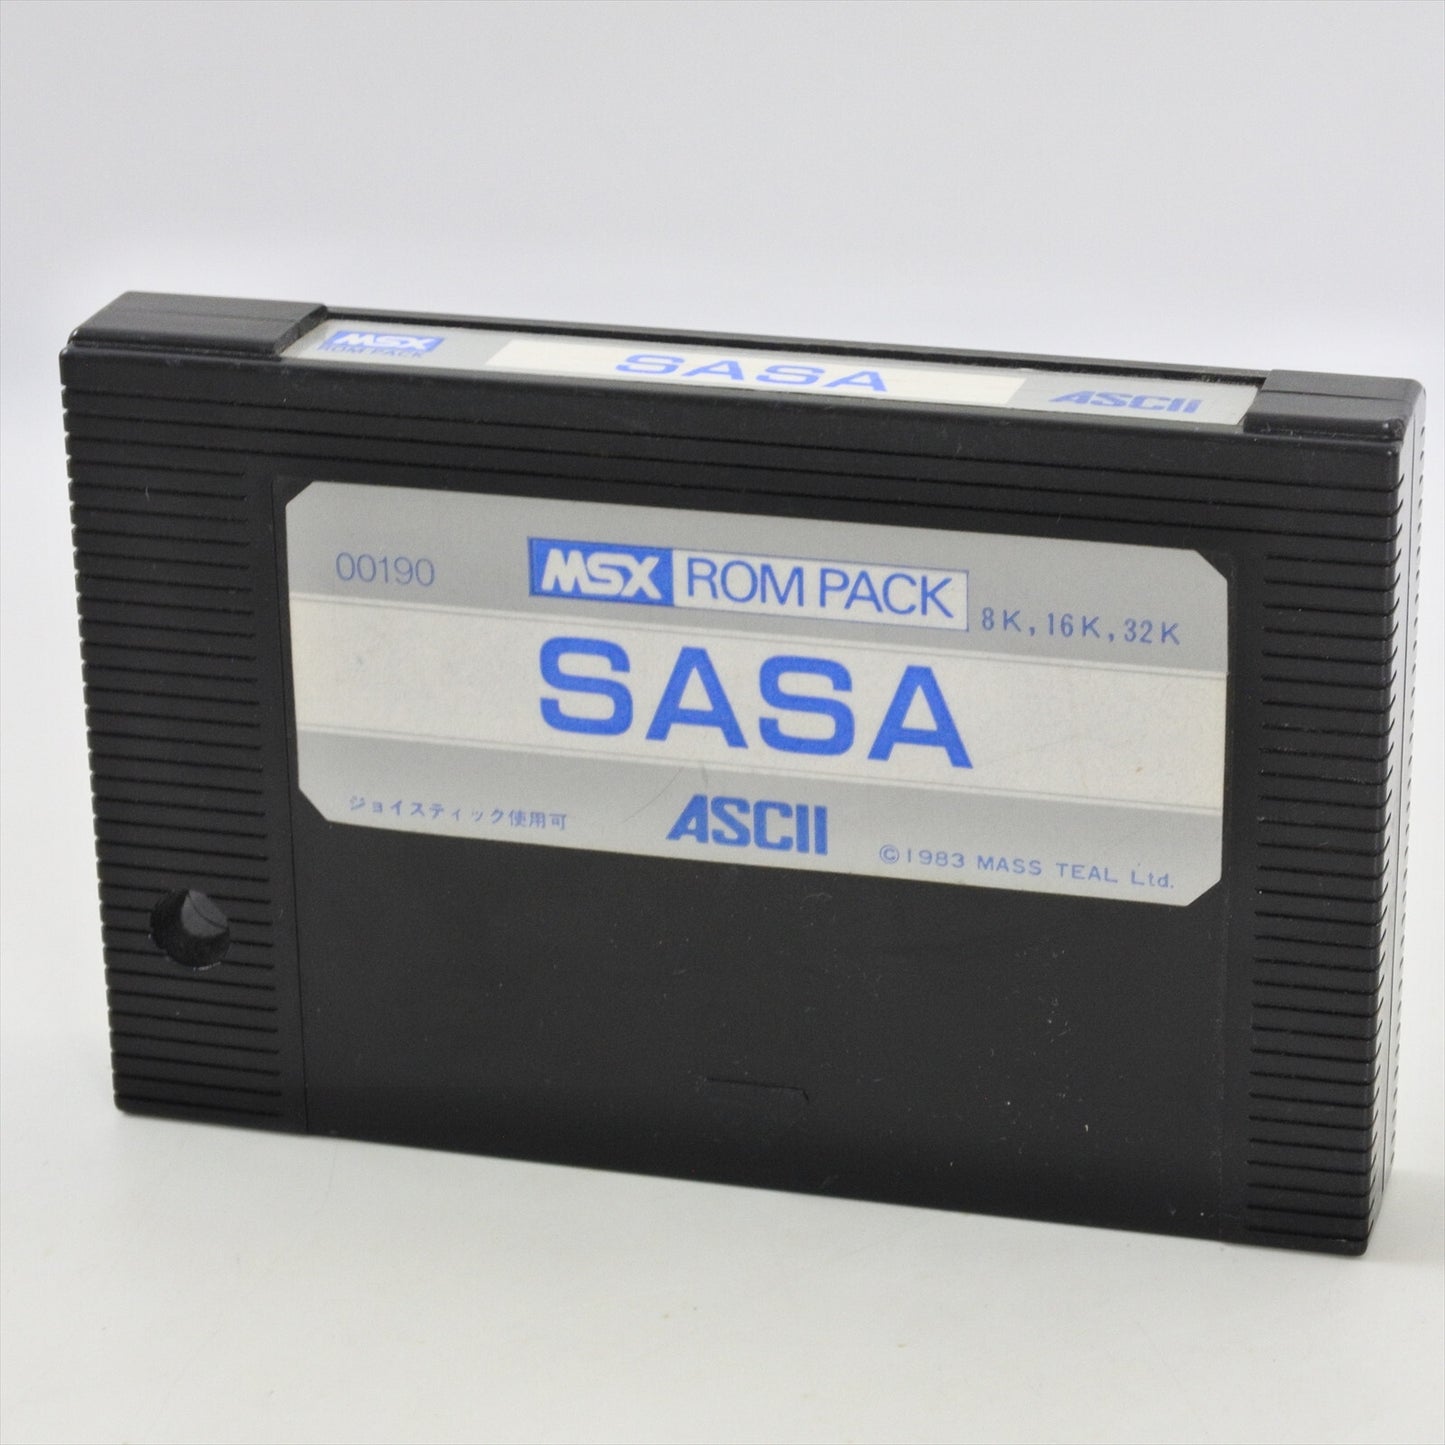 MSX SASA ASCII
ROM PACK
00190 MSX ROM PACK 8K,16K,32K
SASA
ジョイスティック使用可 ASCII ©1983 MASS TEAL Ltd.